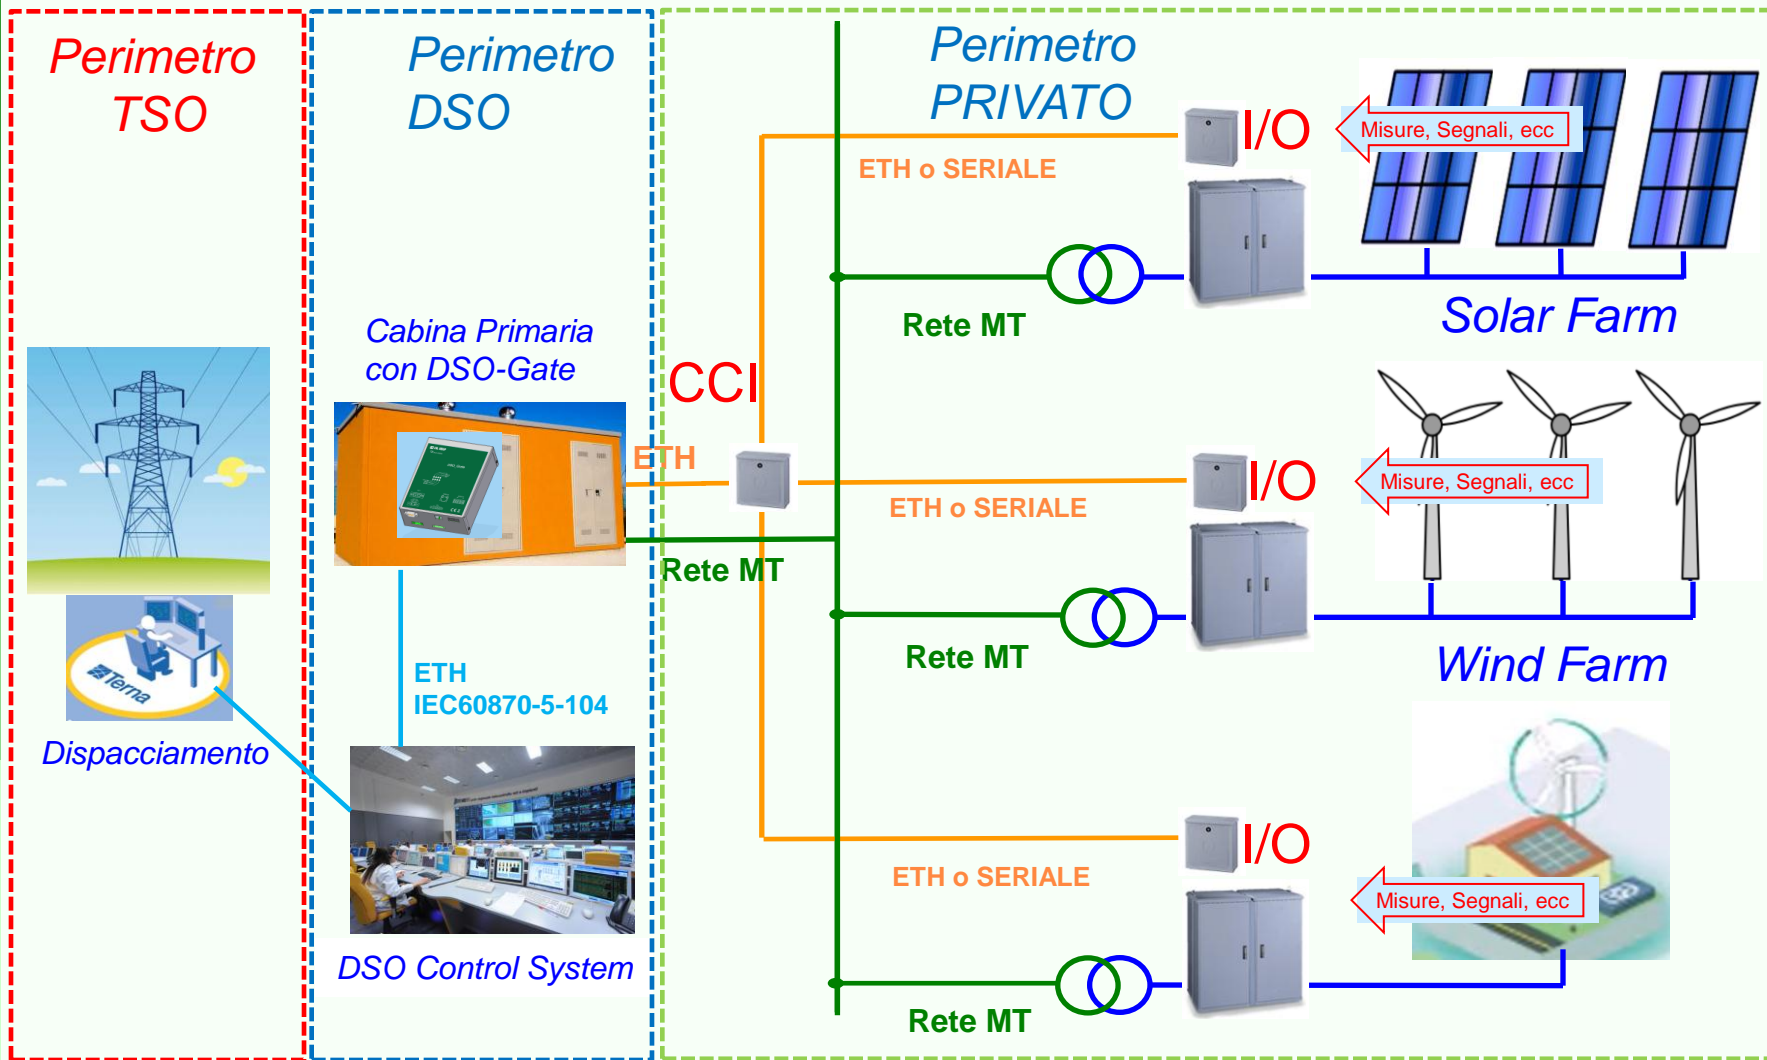 Perimetro
TSO
Perimetro
DSO
Perimetro
PRIVATO
I/O
Misure, Segnali, ecc
ETH o SERIALE
Rete MT
Solar Farm
Cabina Primaria
con DSO-Gate
CCI
ETH
I/O
Misure, Segnali, ecc
ETH o SERIALE
Rete MT
Rete MT
Wind Farm
Terna
ETH
IEC60870-5-104
Dispacciamento
I/O
Misure, Segnali, ecc
ETH o SERIALE
DSO Control System
Rete MT